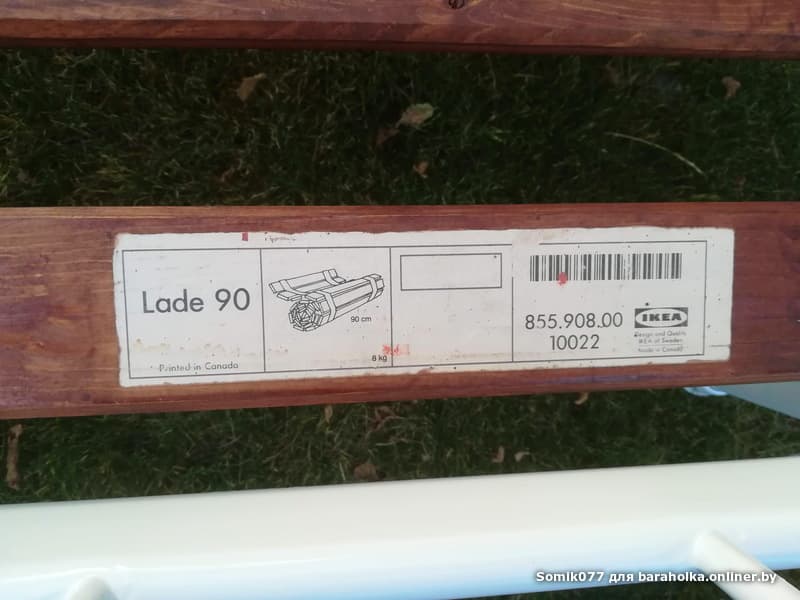 Lade 90
Printed in Canada
90 cm
8 kg
855.908.00
10022
IKEA
Design and Quality
IKEA of Sweden
Made in Canada
Somik077 для baraholka.onliner.by